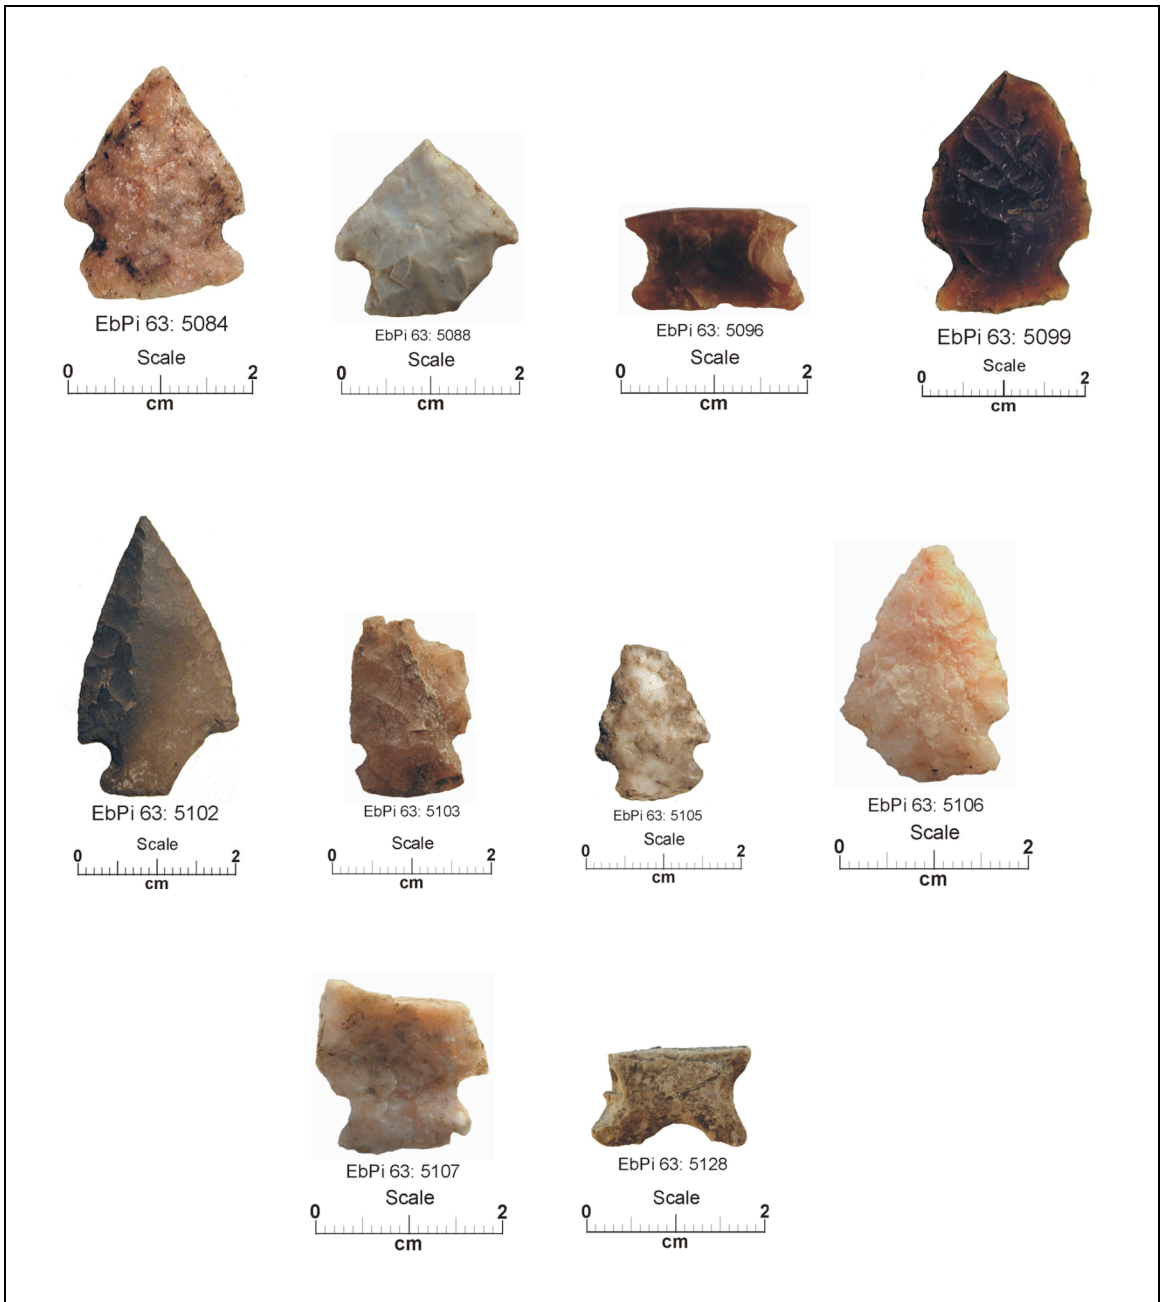 EbPi 63: 5084
Scale
0 2
cm
EbPi 63: 5088
Scale
0 2
cm
EbPi 63: 5096
Scale
0 2
cm
EbPi 63: 5099
Scale
0 2
cm
EbPi 63: 5102
Scale
0 2
cm
EbPi 63: 5103
Scale
0 2
cm
EbPi 63: 5105
Scale
0 2
cm
EbPi 63: 5106
Scale
0 2
cm
EbPi 63: 5107
Scale
0 2
cm
EbPi 63: 5128
Scale
0 2
cm